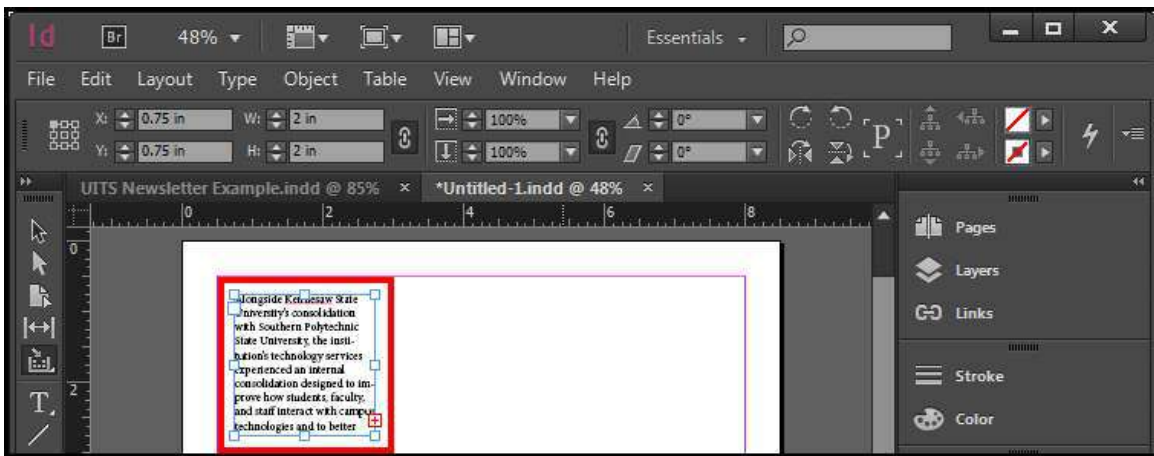 Id Br 48% Essentials
File Edit Layout Type Object Table View Window Help
X: 0.75 in W: 2 in 100% 0°
Y: 0.75 in H: 2 in 100% 0°
P
UITS Newsletter Example.indd @ 85% × *Untitled-1.indd @ 48% ×
0 2 4 6 8
0
2
T
Alongside Kennesaw State
University's consolidation
with Southern Polytechnic
State University, the insti-
tution's technology services
experienced an internal
consolidation designed to im-
prove how students, faculty,
and staff interact with campus
technologies and to better
Pages
Layers
Links
Stroke
Color